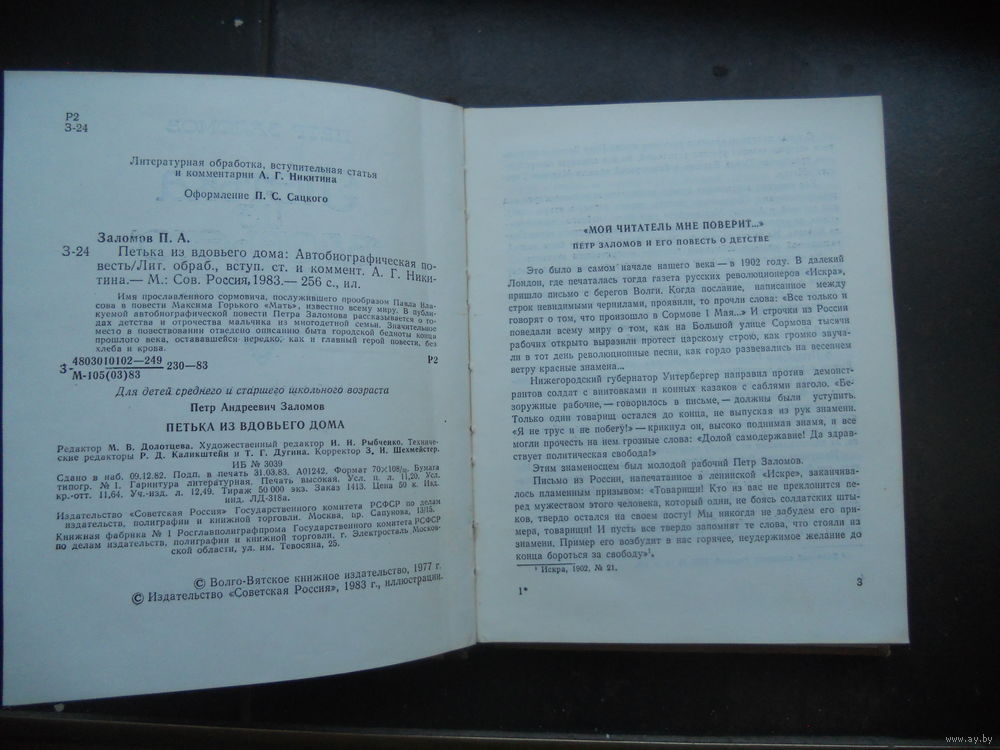 Р2
З-24
Литературная обработка, вступительная статья
и комментарии А. Г. Никитина
Оформление П. С. Сацкого
Заломов П. А.
З-24 Петька из вдовьего дома: Автобиографическая по-
весть/Лит. обраб., вступ. ст. и коммент. А. Г. Ники-
тина.— М.: Сов. Россия, 1983.— 256 с., ил.
Имя прославленного сормовича, послужившего прообразом Павла Вла-
сова в повести Максима Горького «Мать», известно всему миру. В публи-
куемой автобиографической повести Петра Заломова рассказывается о го-
дах детства и отрочества мальчика из многодетной семьи. Значительное
место в повествовании отведено описанию быта городской бедноты конца
прошлого века, остававшейся нередко, как и главный герой повести, без
хлеба и крова.
4803010102—249
З- 230—83 Р2
М-105(03)83
Для детей среднего и старшего школьного возраста
Петр Андреевич Заломов
ПЕТЬКА ИЗ ВДОВЬЕГО ДОМА
Редактор М. В. Долотцева. Художественный редактор И. И. Рыбченко. Техниче-
ские редакторы Р. Д. Каликштейн и Т. Г. Дугина. Корректор З. И. Шехмейстер.
ИБ № 3039
Сдано в наб. 09.12.82. Подп. в печать 31.03.83. А01242. Формат 70×108/ Бумага
типогр. № 1. Гарнитура литературная. Печать высокая. Усл. п. л. 11,20. Усл.
кр.-отт. 11,64. Уч.-изд. л. 12,49. Тираж 50 000 экз. Заказ 1413. Цена 50 к. Изд.
инд. ЛД-318а.
Издательство «Советская Россия» Государственного комитета РСФСР по делам
издательств, полиграфии и книжной торговли. Москва, пр. Сапунова, 13/15.
Книжная фабрика № 1 Росглавполиграфпрома Государственного комитета РСФСР
по делам издательств, полиграфии и книжной торговли. г. Электросталь Москов-
ской области, ул. им. Тевосяна, 25.
© Волго-Вятское книжное издательство, 1977 г.
© Издательство «Советская Россия», 1983 г., иллюстрации.
«МОЙ ЧИТАТЕЛЬ МНЕ ПОВЕРИТ...»
ПЕТР ЗАЛОМОВ И ЕГО ПОВЕСТЬ О ДЕТСТВЕ
Это было в самом начале нашего века — в 1902 году. В далекий
Лондон, где печаталась тогда газета русских революционеров «Искра»,
пришло письмо с берегов Волги. Когда послание, написанное между
строк невидимыми чернилами, проявили, то прочли слова: «Все только и
говорят о том, что произошло в Сормове 1 Мая...» И строчки из России
поведали всему миру о том, как на Большой улице Сормова тысячи
рабочих открыто выразили протест царскому строю, как громко звуча-
ли в тот день революционные песни, как гордо развевались на весеннем
ветру красные знамена...
Нижегородский губернатор Унтербергер направил против демонст-
рантов солдат с винтовками и конных казаков с саблями наголо. «Бе-
зоружные рабочие,— говорилось в письме,— должны были уступить.
Только один товарищ остался до конца, не выпуская из рук знамени.
«Я не трус и не побегу!» — крикнул он, высоко поднимая знамя, и все
могли прочесть на нем грозные слова: «Долой самодержавие! Да здрав-
ствует политическая свобода!»
Этим знаменосцем был молодой рабочий Петр Заломов.
Письмо из России, напечатанное в ленинской «Искре», заканчива-
лось пламенным призывом: «Товарищи! Кто из вас не преклонится пе-
ред мужеством этого человека, который один, не боясь солдатских шты-
ков, твердо остался на своем посту! Мы никогда не забудем его при-
мера, товарищи! И пусть все твердо запомнят те слова, что стояли на
знамени. Пример его возбудит в нас горячее, неудержимое желание до
конца бороться за свободу»¹.
¹ Искра, 1902, № 21.
1*
3
www.ay.by